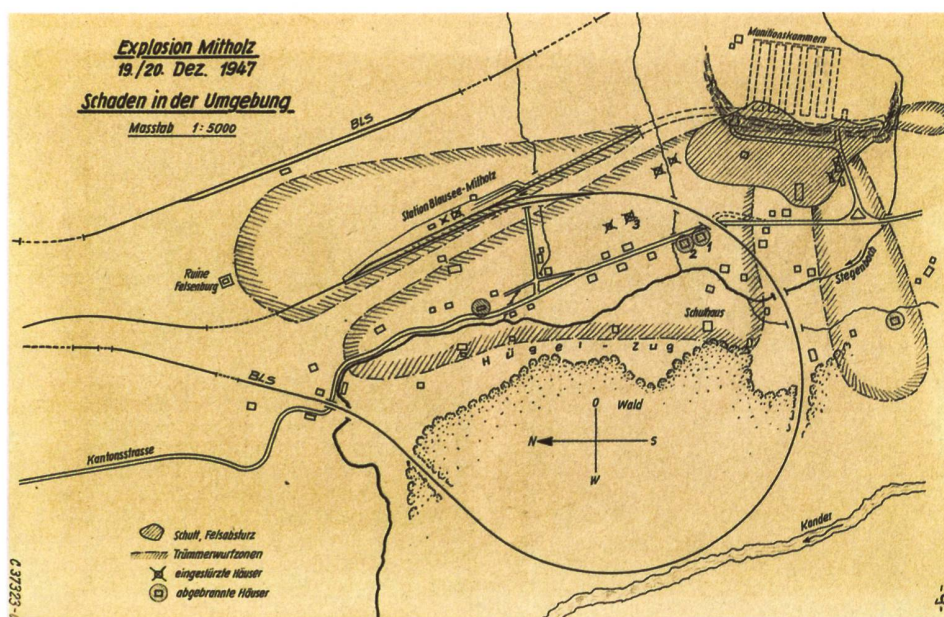 Explosion Mitholz
19./20. Dez. 1947
Schaden in der Umgebung
Masstab 1:5000
Munitionskammern
BLS
Station Blausee-Mitholz
3
2
1
Ruine
Felsenburg
Stegenbach
Schulhaus
Hügel-zug
BLS
O
Wald
N
S
W
Kantonsstrasse
Kander
Schutt, Felsabsturz
Trümmerwurfzonen
eingestürzte Häuser
abgebrannte Häuser